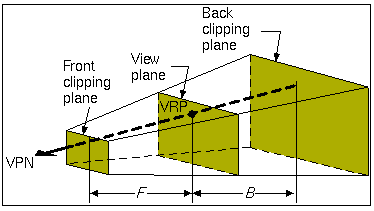 Back
clipping
plane
View
plane
Front
clipping
plane
VRP
VPN
F
B